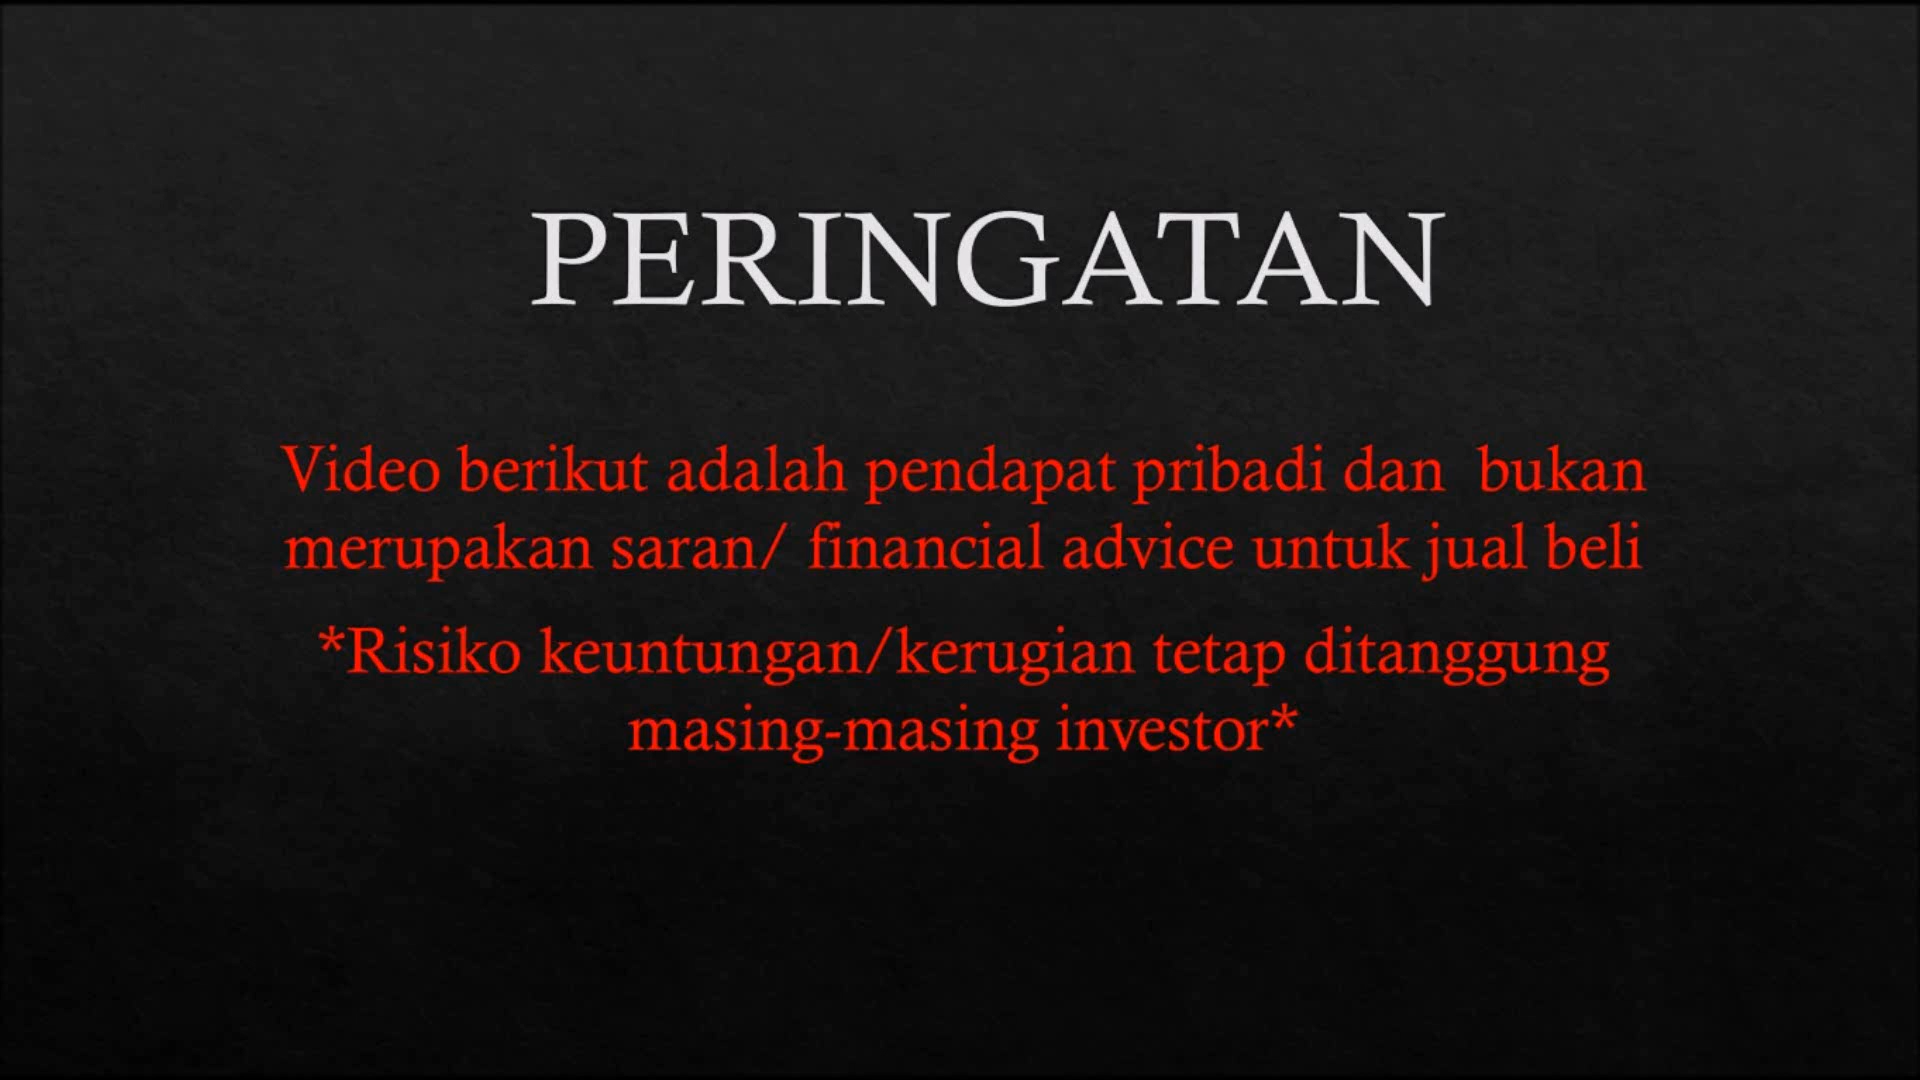 PERINGATAN
Video berikut adalah pendapat pribadi dan  bukan
merupakan saran/ financial advice untuk jual beli
*Risiko keuntungan/kerugian tetap ditanggung
masing-masing investor*